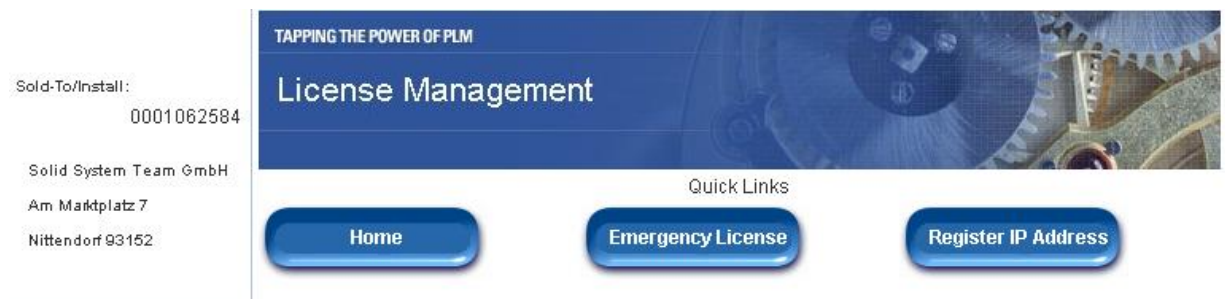 Sold-To/Install:
0001062584
Solid System Team GmbH
Am Marktplatz 7
Nittendorf 93152
TAPPING THE POWER OF PLM
License Management
Quick Links
Home
Emergency License
Register IP Address